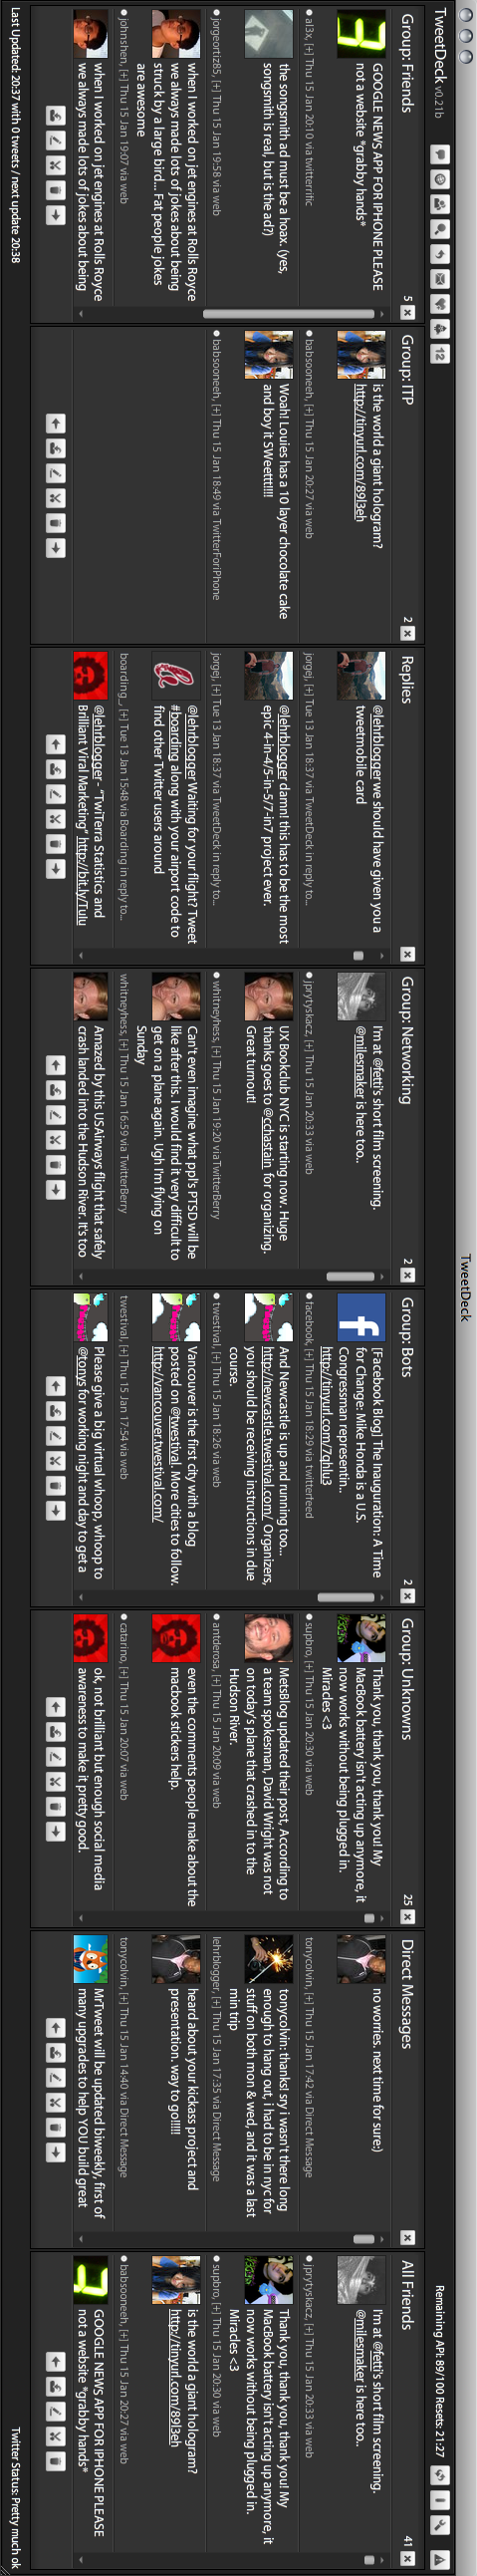 TweetDeck
TweetDeck v0.21b
Remaining API: 89/100 Resets: 21:27
12
Group: Friends
5
GOOGLE NEWS APP FOR IPHONE PLEASE
not a website *grabby hands*
al3x, [+] Thu 15 Jan 20:10 via twitterrific
the songsmith ad must be a hoax. (yes,
songsmith is real, but is the ad?)
jorgeortiz85, [+] Thu 15 Jan 19:58 via web
when I worked on jet engines at Rolls Royce
we always made lots of jokes about being
struck by a large bird... Fat people jokes
are awesome
johnshen, [+] Thu 15 Jan 19:07 via web
when I worked on jet engines at Rolls Royce
we always made lots of jokes about being
Group: ITP
2
is the world a giant hologram?
http://tinyurl.com/89l3eh
babsooneeh, [+] Thu 15 Jan 20:27 via web
Woah! Louies has a 10 layer chocolate cake
and boy it SWeettt!!!!
babsooneeh, [+] Thu 15 Jan 18:49 via TwitterForiPhone
Replies
@lehrblogger we should have given you a
tweetmobile card
jorgej, [+] Tue 13 Jan 18:37 via TweetDeck in reply to...
@lehrblogger damn! this has to be the most
epic 4-in-4/5-in-5/7-in7 project ever.
jorgej, [+] Tue 13 Jan 18:37 via TweetDeck in reply to...
@lehrblogger Waiting for your flight? Tweet
#boarding along with your airport code to
find other Twitter users around
boarding_, [+] Tue 13 Jan 15:48 via Boarding in reply to...
@lehrblogger - "TwiTerra Statistics and
Brilliant Viral Marketing" http://bit.ly/Tulu
Group: Networking
2
I'm at @fetti's short film screening.
@milesmaker is here too..
jprytyskacz, [+] Thu 15 Jan 20:33 via web
UX Bookclub NYC is starting now. Huge
thanks goes to @cchastain for organizing.
Great turnout!
whitneyhess, [+] Thu 15 Jan 19:20 via TwitterBerry
Can't even imagine what ppl's PTSD will be
like after this. I would find it very difficult to
get on a plane again. Ugh I'm flying on
Sunday
whitneyhess, [+] Thu 15 Jan 16:59 via TwitterBerry
Amazed by this USAirways flight that safely
crash landed into the Hudson River. It's too
Group: Bots
2
[Facebook Blog] The Inauguration: A Time
for Change: Mike Honda is a U.S.
Congressman representin..
http://tinyurl.com/7qhlu3
facebook, [+] Thu 15 Jan 18:29 via twitterfeed
And Newcastle is up and running too...
http://newcastle.twestival.com/ Organizers,
you should be receiving instructions in due
course.
twestival, [+] Thu 15 Jan 18:26 via web
Vancouver is the first city with a blog
posted on @twestival. More cities to follow.
http://vancouver.twestival.com/
twestival, [+] Thu 15 Jan 17:54 via web
Please give a big virtual whoop, whoop to
@tonys for working night and day to get a
Group: Unknowns
25
Thank you, thank you, thank you! My
MacBook battery isn't acting up anymore, it
now works without being plugged in.
Miracles <3
supbro, [+] Thu 15 Jan 20:30 via web
MetsBlog updated their post, According to
a team spokesman, David Wright was not
on today's plane that crashed in to the
Hudson River.
antderosa, [+] Thu 15 Jan 20:09 via web
even the comments people make about the
macbook stickers help.
catarino, [+] Thu 15 Jan 20:07 via web
ok, not brilliant but enough social media
awareness to make it pretty good.
Direct Messages
no worries. next time for sure:)
tonycolvin, [+] Thu 15 Jan 17:42 via Direct Message
tonycolvin: thanks! sry i wasn't there long
enough to hang out, i had to be in nyc for
stuff on both mon & wed, and it was a last
min trip
lehrblogger, [+] Thu 15 Jan 17:35 via Direct Message
heard about your kickass project and
presentation. way to go!!!!!
tonycolvin, [+] Thu 15 Jan 14:40 via Direct Message
MrTweet will be updated biweekly, first of
many upgrades to help YOU build great
All Friends
41
I'm at @fetti's short film screening.
@milesmaker is here too..
jprytyskacz, [+] Thu 15 Jan 20:33 via web
Thank you, thank you, thank you! My
MacBook battery isn't acting up anymore, it
now works without being plugged in.
Miracles <3
supbro, [+] Thu 15 Jan 20:30 via web
is the world a giant hologram?
http://tinyurl.com/89l3eh
babsooneeh, [+] Thu 15 Jan 20:27 via web
GOOGLE NEWS APP FOR IPHONE PLEASE
not a website *grabby hands*
Last Updated: 20:37 with 0 tweets / next update 20:38
Twitter Status: Pretty much ok